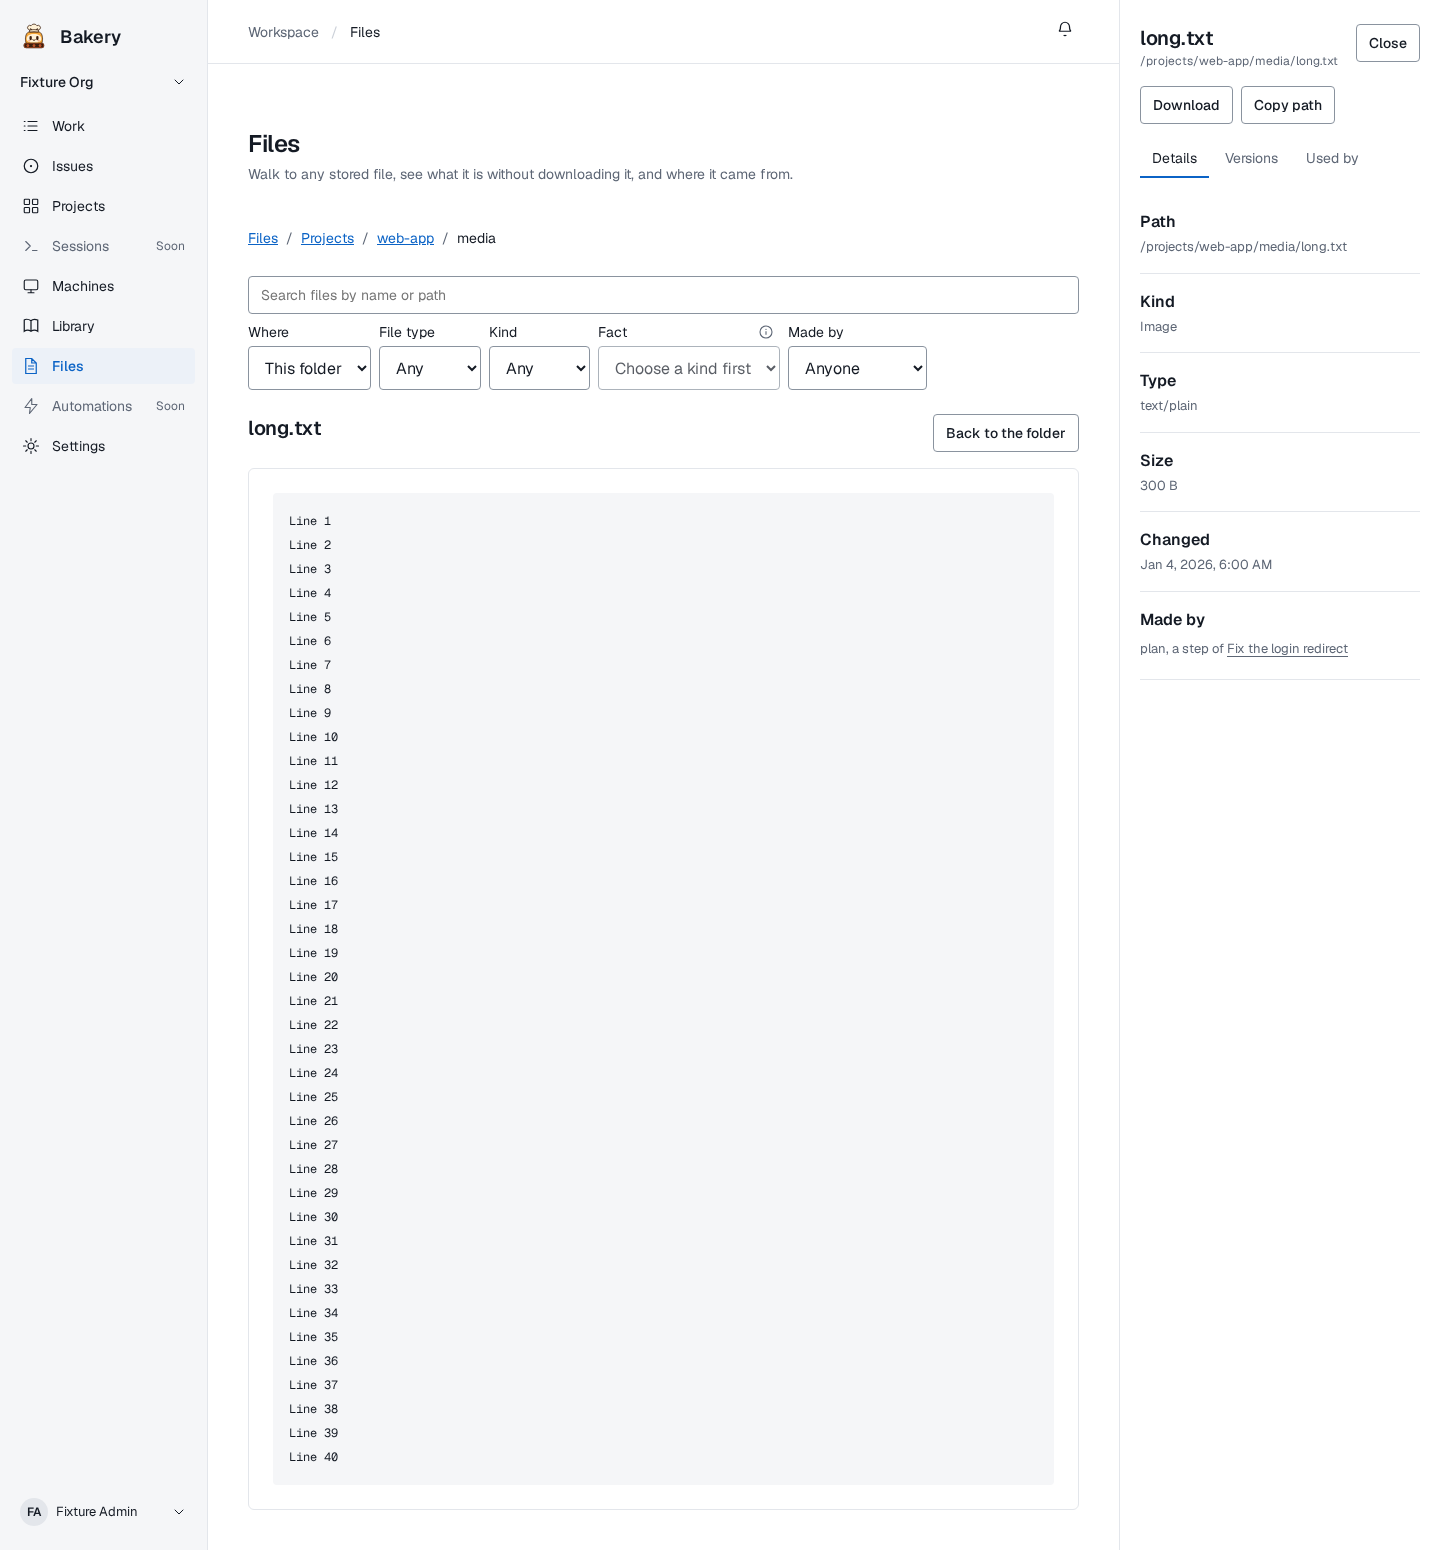 Bakery
Fixture Org
Work
Issues
Projects
Sessions Soon
Machines
Library
Files
Automations Soon
Settings
FA Fixture Admin
Workspace / Files
Files
Walk to any stored file, see what it is without downloading it, and where it came from.
Files / Projects / web-app / media
Search files by name or path
Where File type Kind Fact Made by
This folder Any Any Choose a kind first Anyone
long.txt Back to the folder
Line 1
Line 2
Line 3
Line 4
Line 5
Line 6
Line 7
Line 8
Line 9
Line 10
Line 11
Line 12
Line 13
Line 14
Line 15
Line 16
Line 17
Line 18
Line 19
Line 20
Line 21
Line 22
Line 23
Line 24
Line 25
Line 26
Line 27
Line 28
Line 29
Line 30
Line 31
Line 32
Line 33
Line 34
Line 35
Line 36
Line 37
Line 38
Line 39
Line 40
long.txt Close
/projects/web-app/media/long.txt
Download Copy path
Details Versions Used by
Path
/projects/web-app/media/long.txt
Kind
Image
Type
text/plain
Size
300 B
Changed
Jan 4, 2026, 6:00 AM
Made by
plan, a step of Fix the login redirect